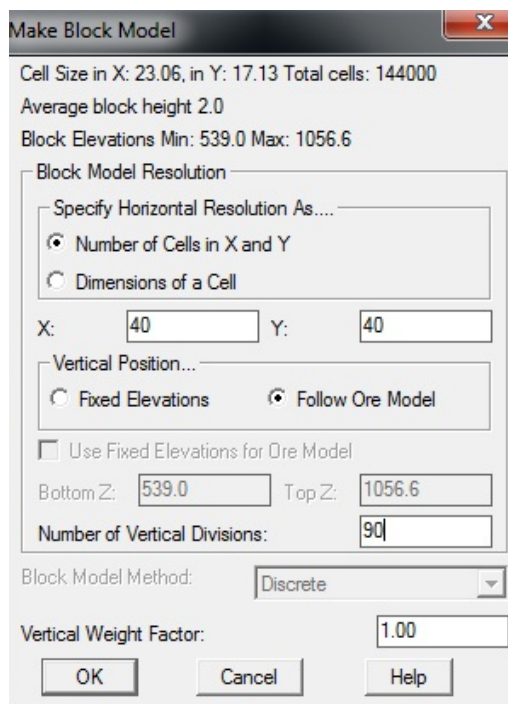 Make Block Model
Cell Size in X: 23.06, in Y: 17.13 Total cells: 144000
Average block height 2.0
Block Elevations Min: 539.0 Max: 1056.6
Block Model Resolution
Specify Horizontal Resolution As....
Number of Cells in X and Y
Dimensions of a Cell
X: 40 Y: 40
Vertical Position...
Fixed Elevations Follow Ore Model
Use Fixed Elevations for Ore Model
Bottom Z: 539.0 Top Z: 1056.6
Number of Vertical Divisions: 90
Block Model Method: Discrete
Vertical Weight Factor: 1.00
OK Cancel Help